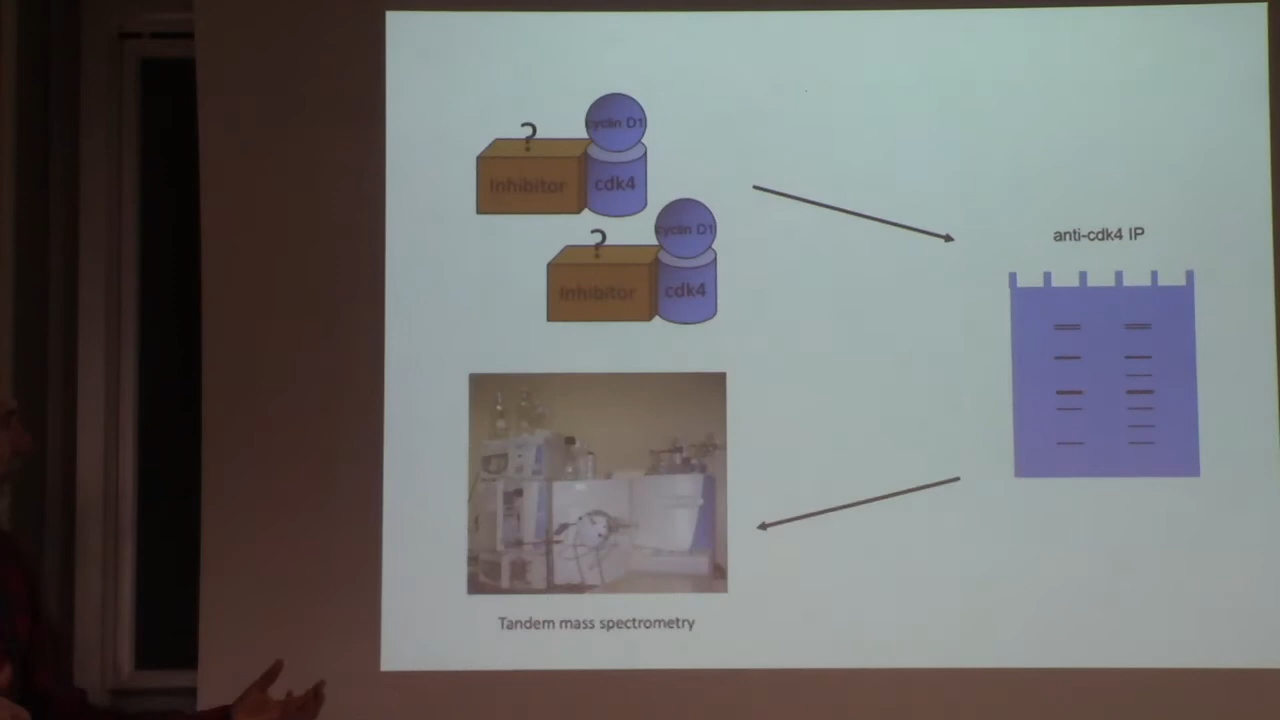 cyclin D1
?
Inhibitor
cdk4
cyclin D1
?
Inhibitor
cdk4
anti-cdk4 IP
Tandem mass spectrometry